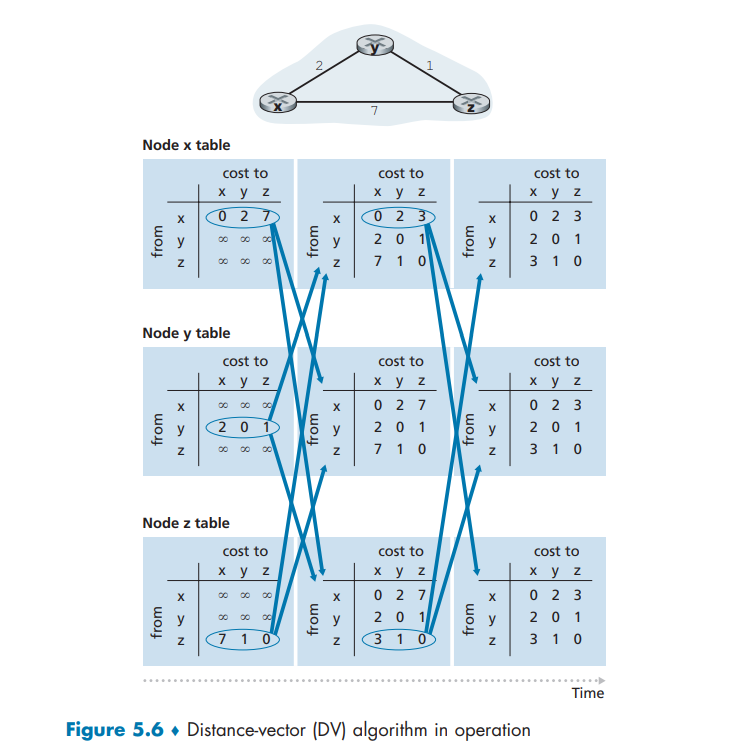 y
2
1
x
z
7
Node x table
cost to
x y z
from
x 0 2 7
y ∞ ∞ ∞
z ∞ ∞ ∞
cost to
x y z
from
x 0 2 3
y 2 0 1
z 7 1 0
cost to
x y z
from
x 0 2 3
y 2 0 1
z 3 1 0
Node y table
cost to
x y z
from
x ∞ ∞ ∞
y 2 0 1
z ∞ ∞ ∞
cost to
x y z
from
x 0 2 7
y 2 0 1
z 7 1 0
cost to
x y z
from
x 0 2 3
y 2 0 1
z 3 1 0
Node z table
cost to
x y z
from
x ∞ ∞ ∞
y ∞ ∞ ∞
z 7 1 0
cost to
x y z
from
x 0 2 7
y 2 0 1
z 3 1 0
cost to
x y z
from
x 0 2 3
y 2 0 1
z 3 1 0
Time
Figure 5.6 ♦ Distance-vector (DV) algorithm in operation